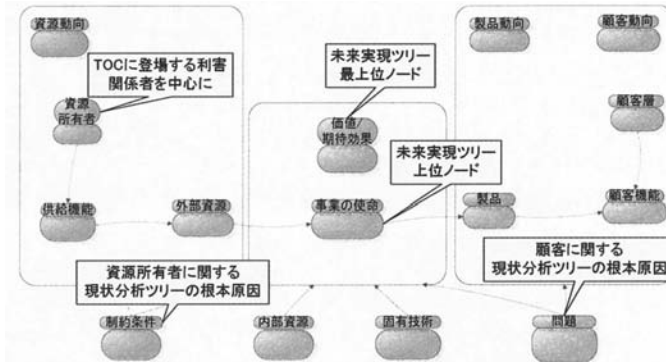 資源動向
製品動向
顧客動向
TOCに登場する利害
関係者を中心に
未来実現ツリー
最上位ノード
資源
所有者
価値/
期待効果
顧客層
未来実現ツリー
上位ノード
供給機能
外部資源
事業の使命
製品
顧客機能
資源所有者に関する
現状分析ツリーの根本原因
顧客に関する
現状分析ツリーの根本原因
制約条件
内部資源
固有技術
問題